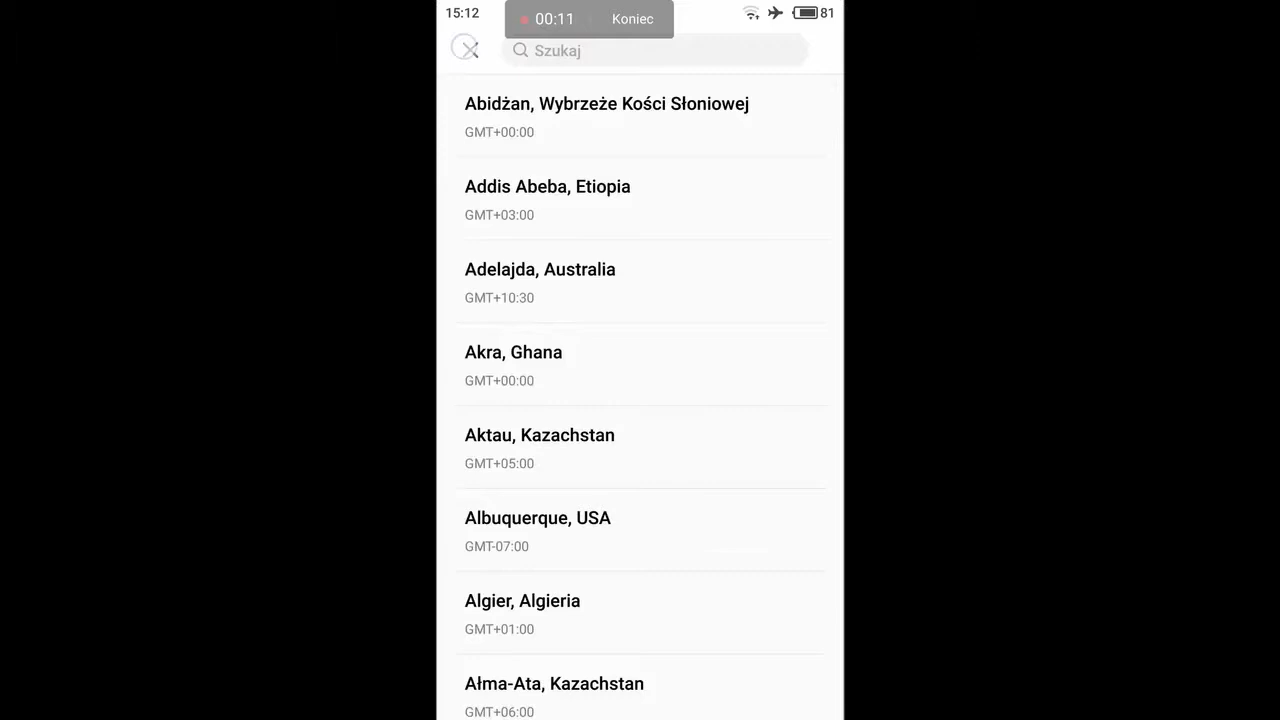 15:12
00:11 Koniec
81
Szukaj
Abidżan, Wybrzeże Kości Słoniowej
GMT+00:00
Addis Abeba, Etiopia
GMT+03:00
Adelajda, Australia
GMT+10:30
Akra, Ghana
GMT+00:00
Aktau, Kazachstan
GMT+05:00
Albuquerque, USA
GMT-07:00
Algier, Algieria
GMT+01:00
Ałma-Ata, Kazachstan
GMT+06:00